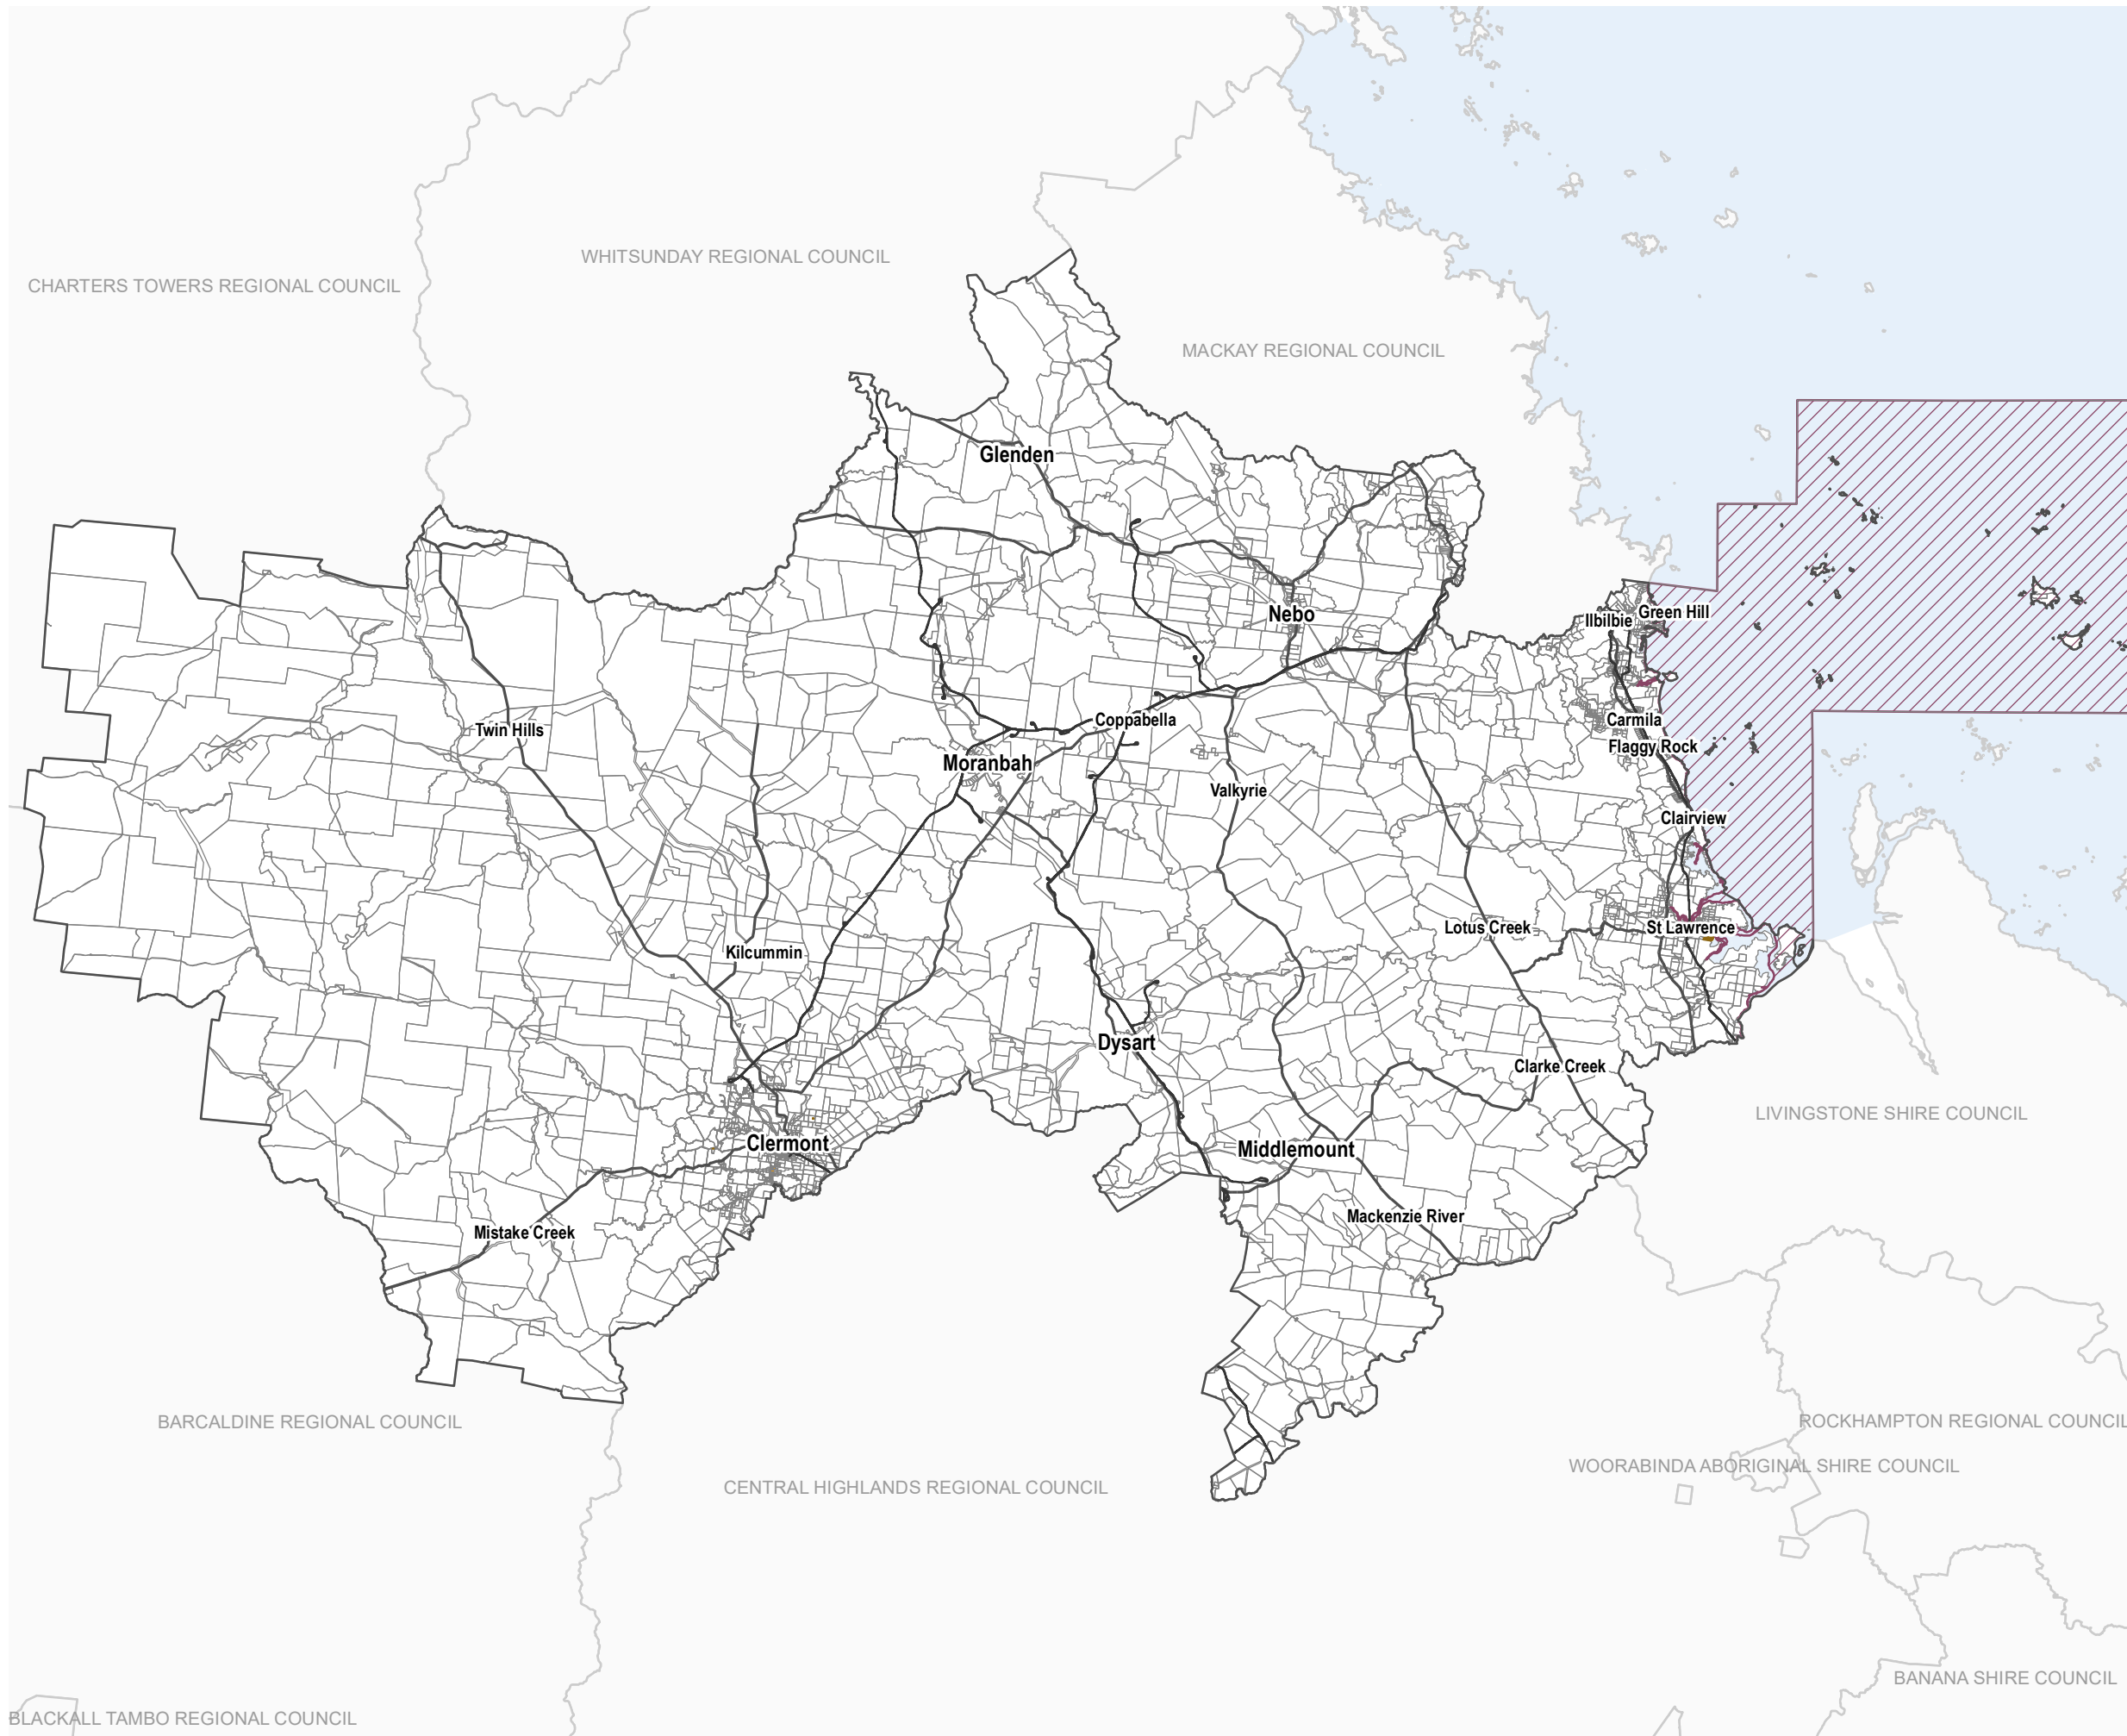 WHITSUNDAY REGIONAL COUNCIL
CHARTERS TOWERS REGIONAL COUNCIL
MACKAY REGIONAL COUNCIL
Glenden
Nebo
Green Hill
Ilbilbie
Coppabella
Carmila
Twin Hills
Flaggy Rock
Moranbah
Valkyrie
Clairview
Lotus Creek
St Lawrence
Kilcummin
Dysart
Clarke Creek
LIVINGSTONE SHIRE COUNCIL
Clermont
Middlemount
Mackenzie River
Mistake Creek
BARCALDINE REGIONAL COUNCIL
ROCKHAMPTON REGIONAL COUNCIL
WOORABINDA ABORIGINAL SHIRE COUNCIL
CENTRAL HIGHLANDS REGIONAL COUNCIL
BANANA SHIRE COUNCIL
BLACKALL TAMBO REGIONAL COUNCIL